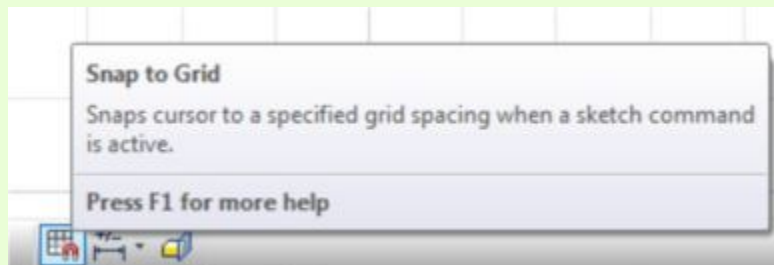 Snap to Grid
Snaps cursor to a specified grid spacing when a sketch command
is active.
Press F1 for more help